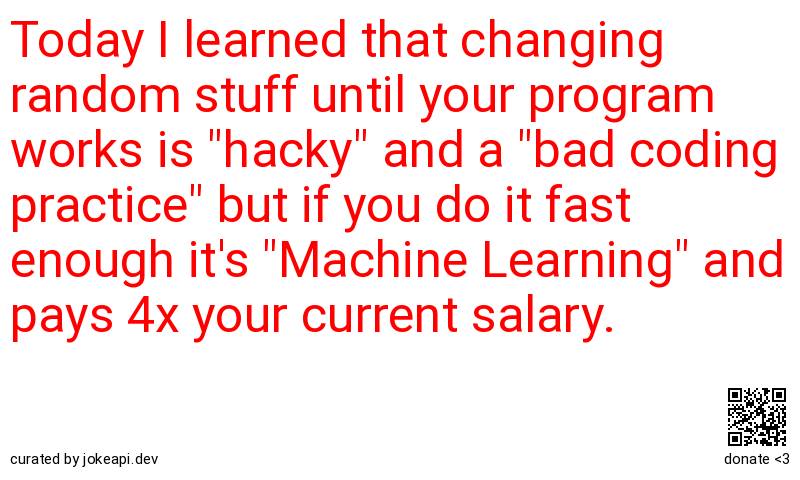 Today I learned that changing
random stuff until your program
works is "hacky" and a "bad coding
practice" but if you do it fast
enough it's "Machine Learning" and
pays 4x your current salary.
curated by jokeapi.dev
donate <3